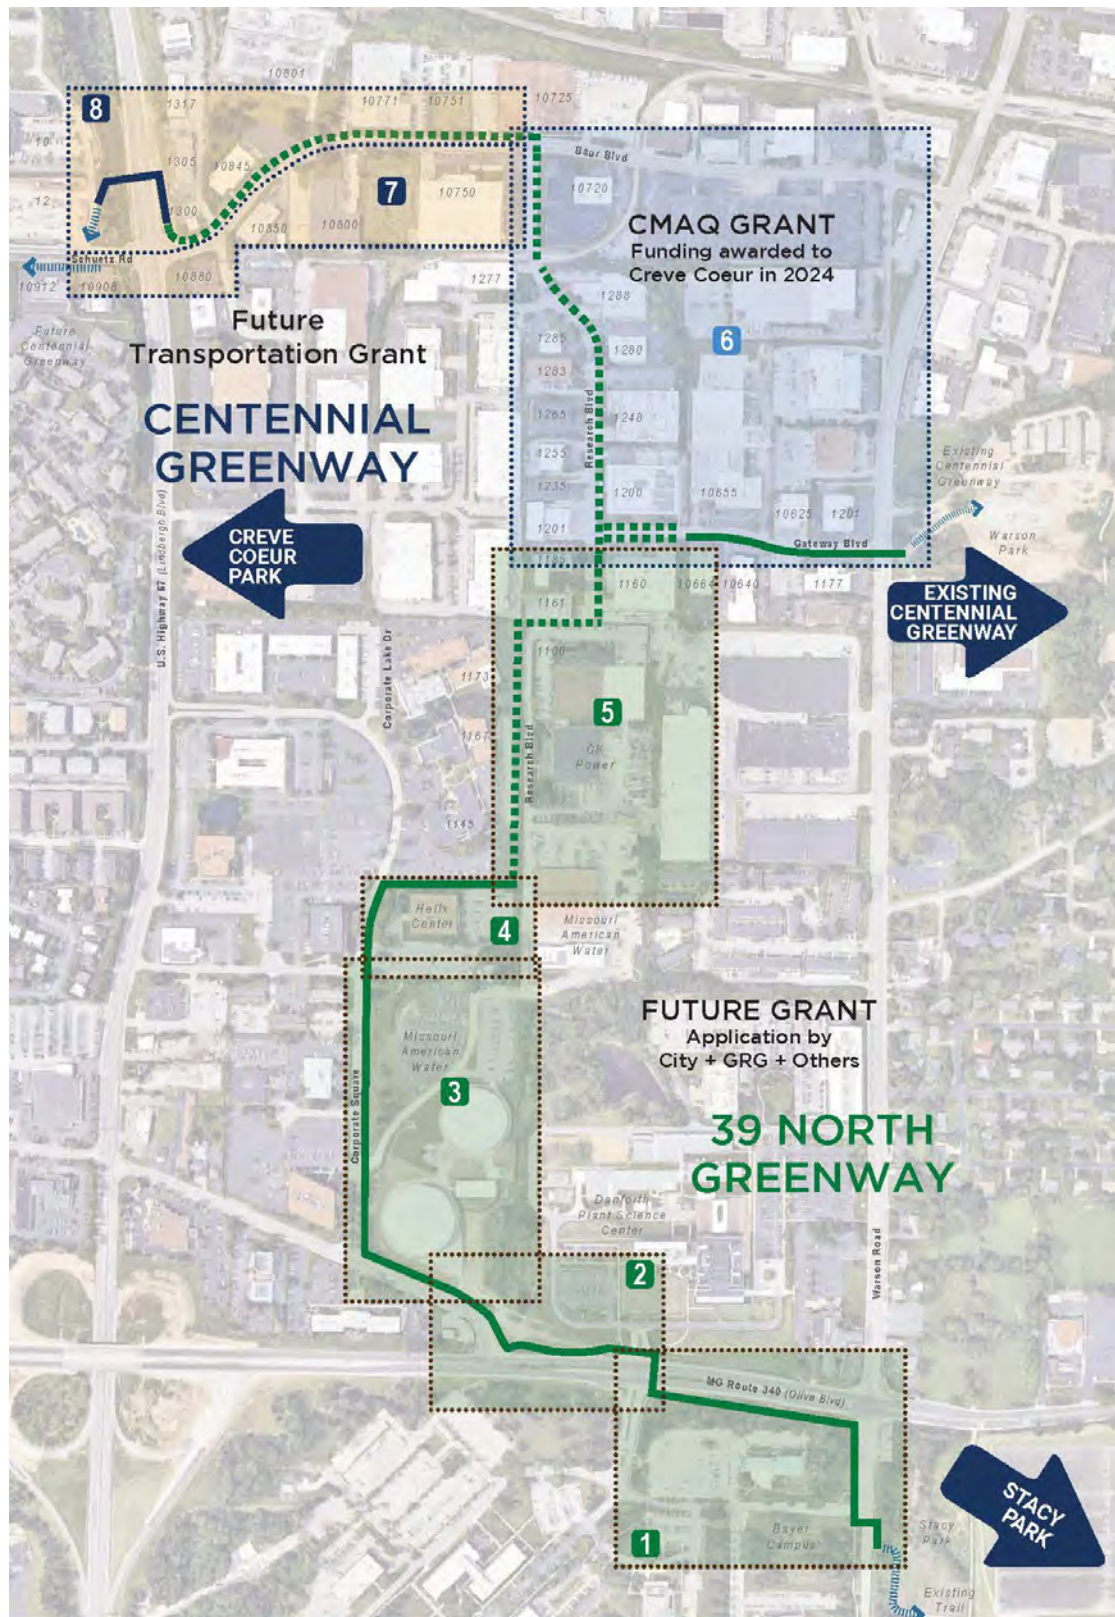 10801
8
1317
10771
10751
10725
10
1305
10845
Baur Blvd
12
1300
7
10750
10720
10850
10800
CMAQ GRANT
Funding awarded to
Creve Coeur in 2024
Schuetz Rd
10912
10908
10880
1277
1288
Future
Centennial
Greenway
Future
Transportation Grant
1285
1280
6
1283
CENTENNIAL
GREENWAY
1265
1248
Research Blvd
1255
Existing
Centennial
Greenway
1235
1200
10655
U.S. Highway 67 (Lindbergh Blvd)
CREVE
COEUR
PARK
1201
10625
1201
Gateway Blvd
Warson
Park
1160
10664
10640
1177
1161
EXISTING
CENTENNIAL
GREENWAY
Corporate Lake Dr
1100
1173
5
1167
Research Blvd
Power
1145
Helix
Center
4
Missouri
American
Water
FUTURE GRANT
Application by
City + GRG + Others
Missouri
American
Water
3
Corporate Square
39 NORTH
GREENWAY
Danforth
Plant Science
Center
Warson Road
2
MO Route 340 (Olive Blvd)
STACY
PARK
1
Bayer
Campus
Stacy
Park
Existing
Trail